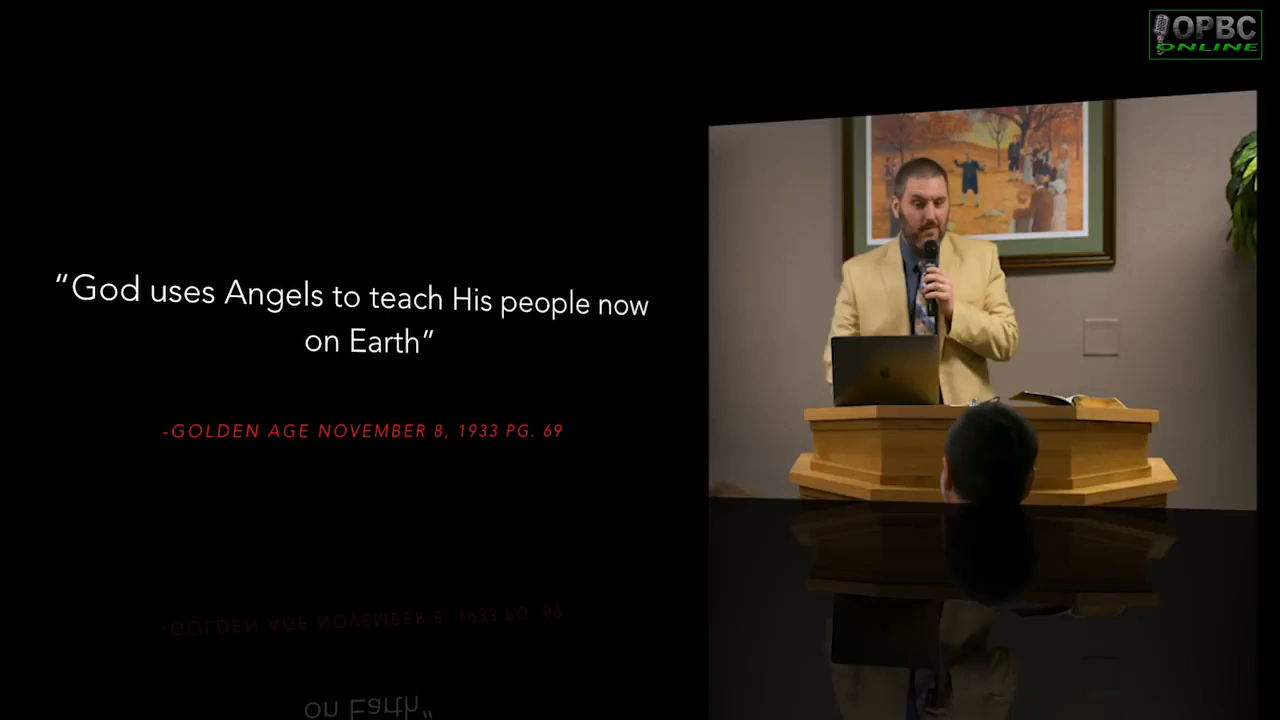 OPBC
ONLINE
“God uses Angels to teach His people now
on Earth”
-GOLDEN AGE NOVEMBER 8, 1933 PG. 69